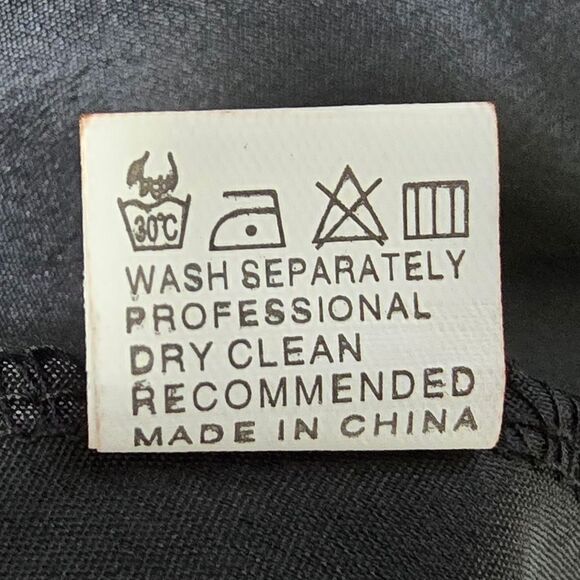 30°C
WASH SEPARATELY
PROFESSIONAL
DRY CLEAN
RECOMMENDED
MADE IN CHINA